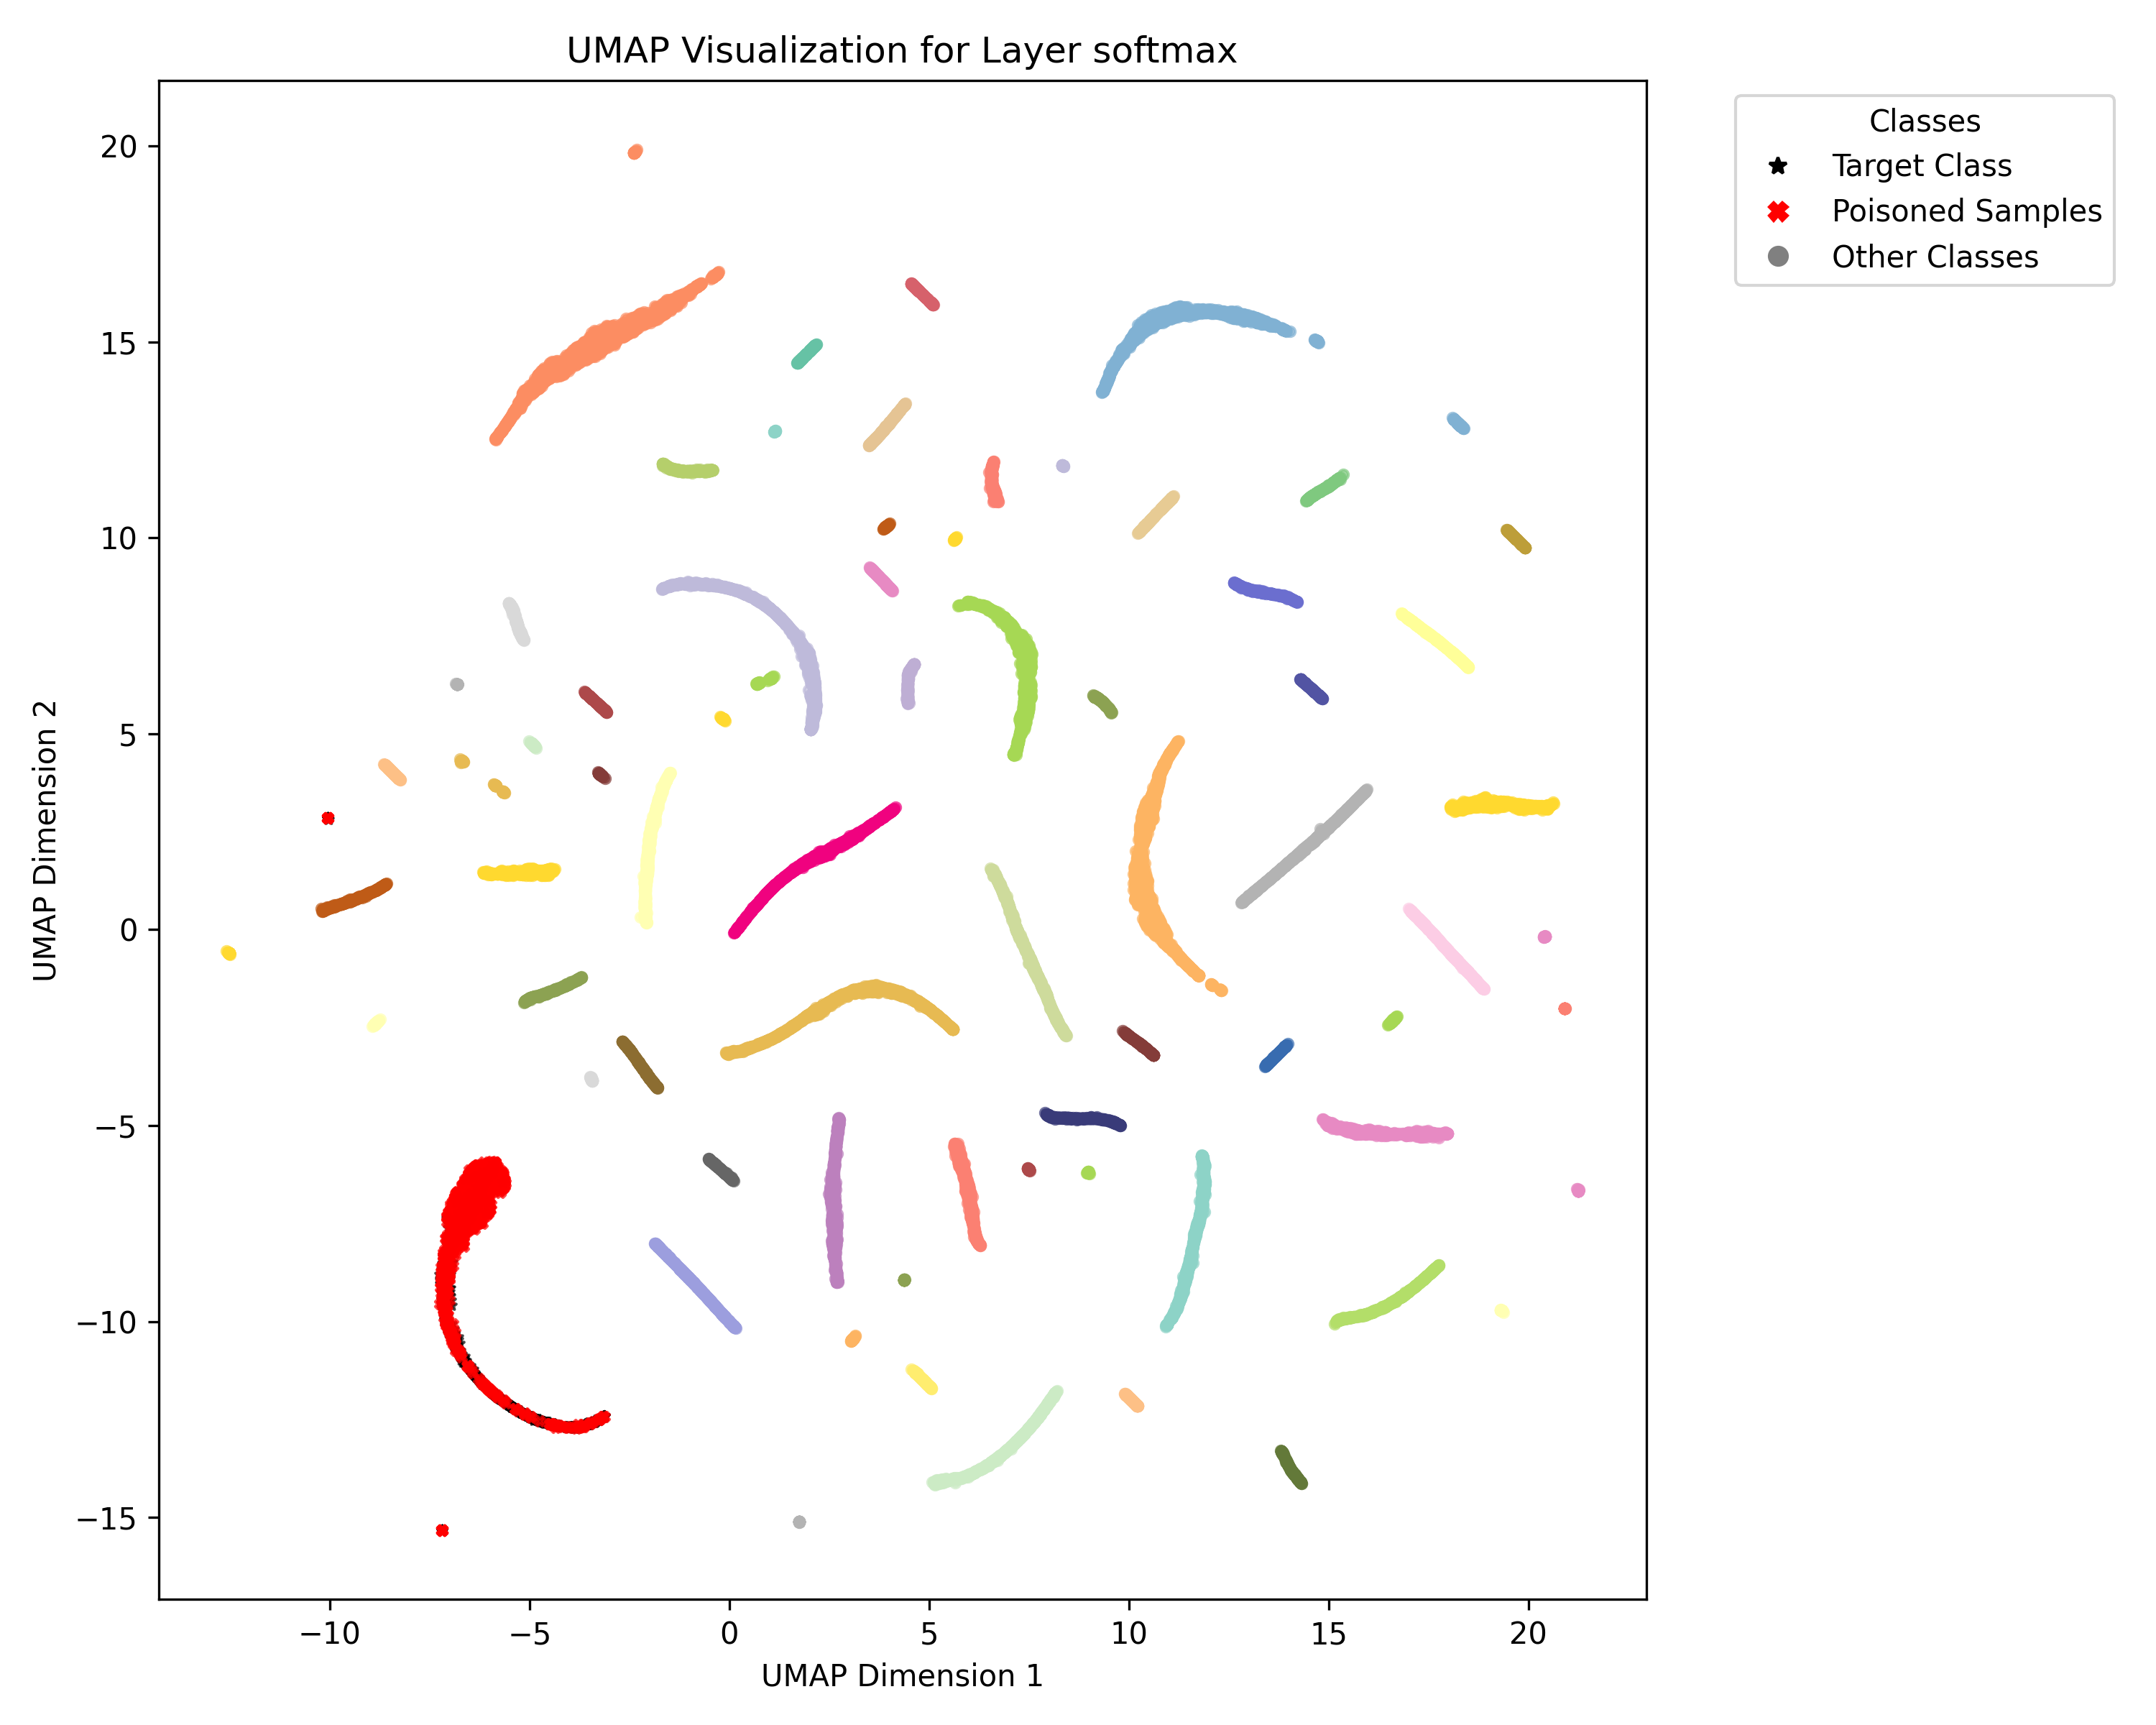 UMAP Visualization for Layer softmax
Classes
Target Class
Poisoned Samples
Other Classes
20
15
10
5
0
−5
−10
−15
UMAP Dimension 2
−10
−5
0
5
10
15
20
UMAP Dimension 1